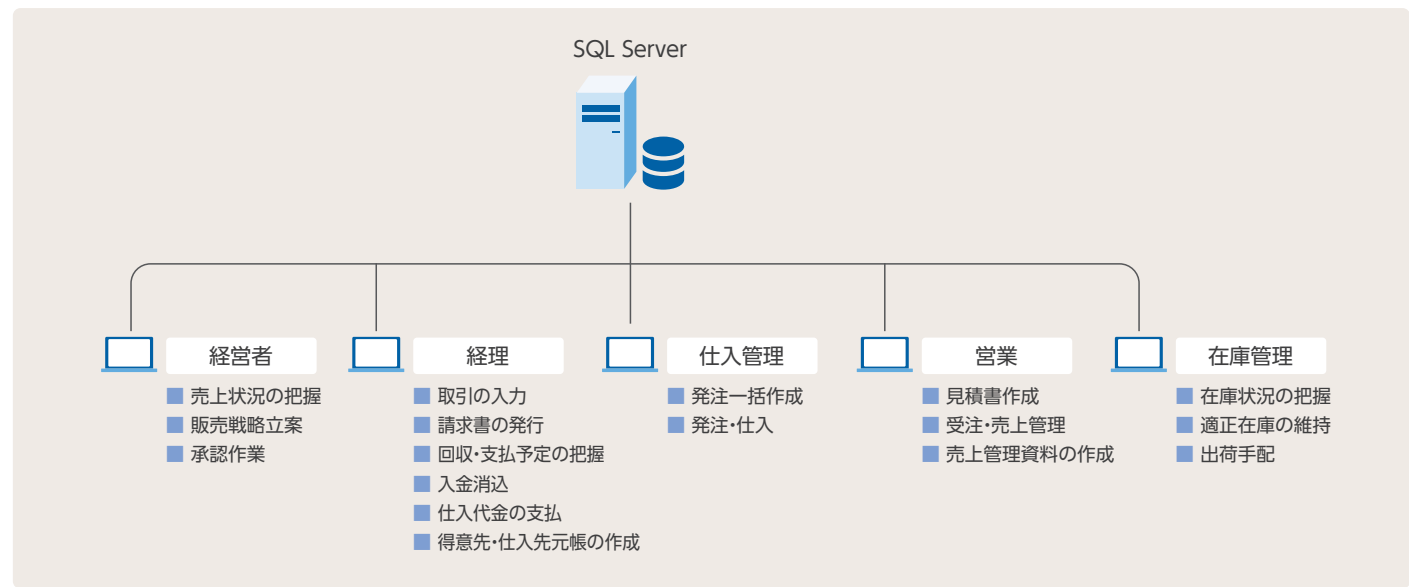 SQL Server
経営者
売上状況の把握
販売戦略立案
承認作業
経理
取引の入力
請求書の発行
回収・支払予定の把握
入金消込
仕入代金の支払
得意先・仕入先元帳の作成
仕入管理
発注一括作成
発注・仕入
営業
見積書作成
受注・売上管理
売上管理資料の作成
在庫管理
在庫状況の把握
適正在庫の維持
出荷手配